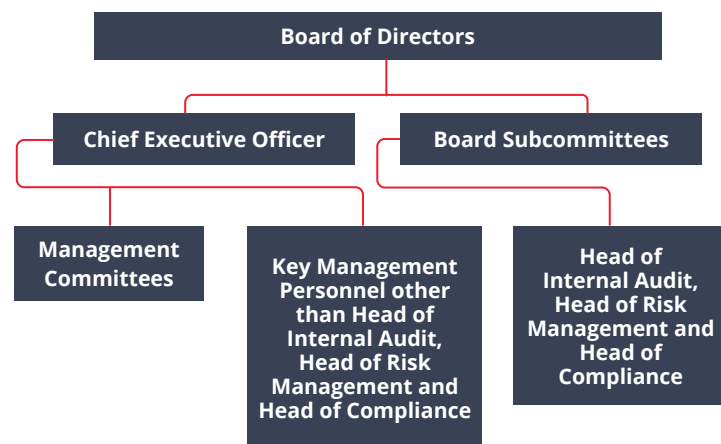 Board of Directors
Chief Executive Officer
Board Subcommittees
Management
Committees
Key Management
Personnel other
than Head of
Internal Audit,
Head of Risk
Management and
Head of Compliance
Head of
Internal Audit,
Head of Risk
Management and
Head of
Compliance